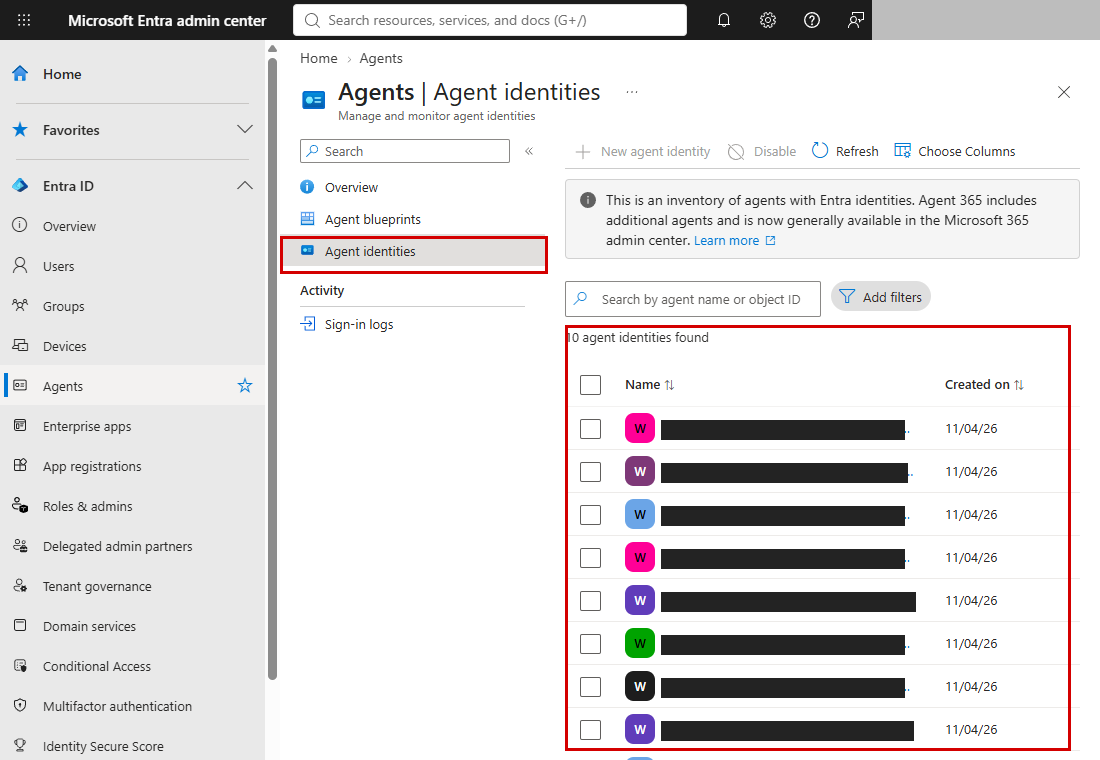 Microsoft Entra admin center
Search resources, services, and docs (G+/)
Home
Favorites
Entra ID
Overview
Users
Groups
Devices
Agents
Enterprise apps
App registrations
Roles & admins
Delegated admin partners
Tenant governance
Domain services
Conditional Access
Multifactor authentication
Identity Secure Score
Home > Agents
Agents | Agent identities
Manage and monitor agent identities
Search
Overview
Agent blueprints
Agent identities
Activity
Sign-in logs
New agent identity Disable Refresh Choose Columns
This is an inventory of agents with Entra identities. Agent 365 includes
additional agents and is now generally available in the Microsoft 365
admin center. Learn more
Search by agent name or object ID Add filters
10 agent identities found
Name Created on
W 11/04/26
W 11/04/26
W 11/04/26
W 11/04/26
W 11/04/26
W 11/04/26
W 11/04/26
W 11/04/26